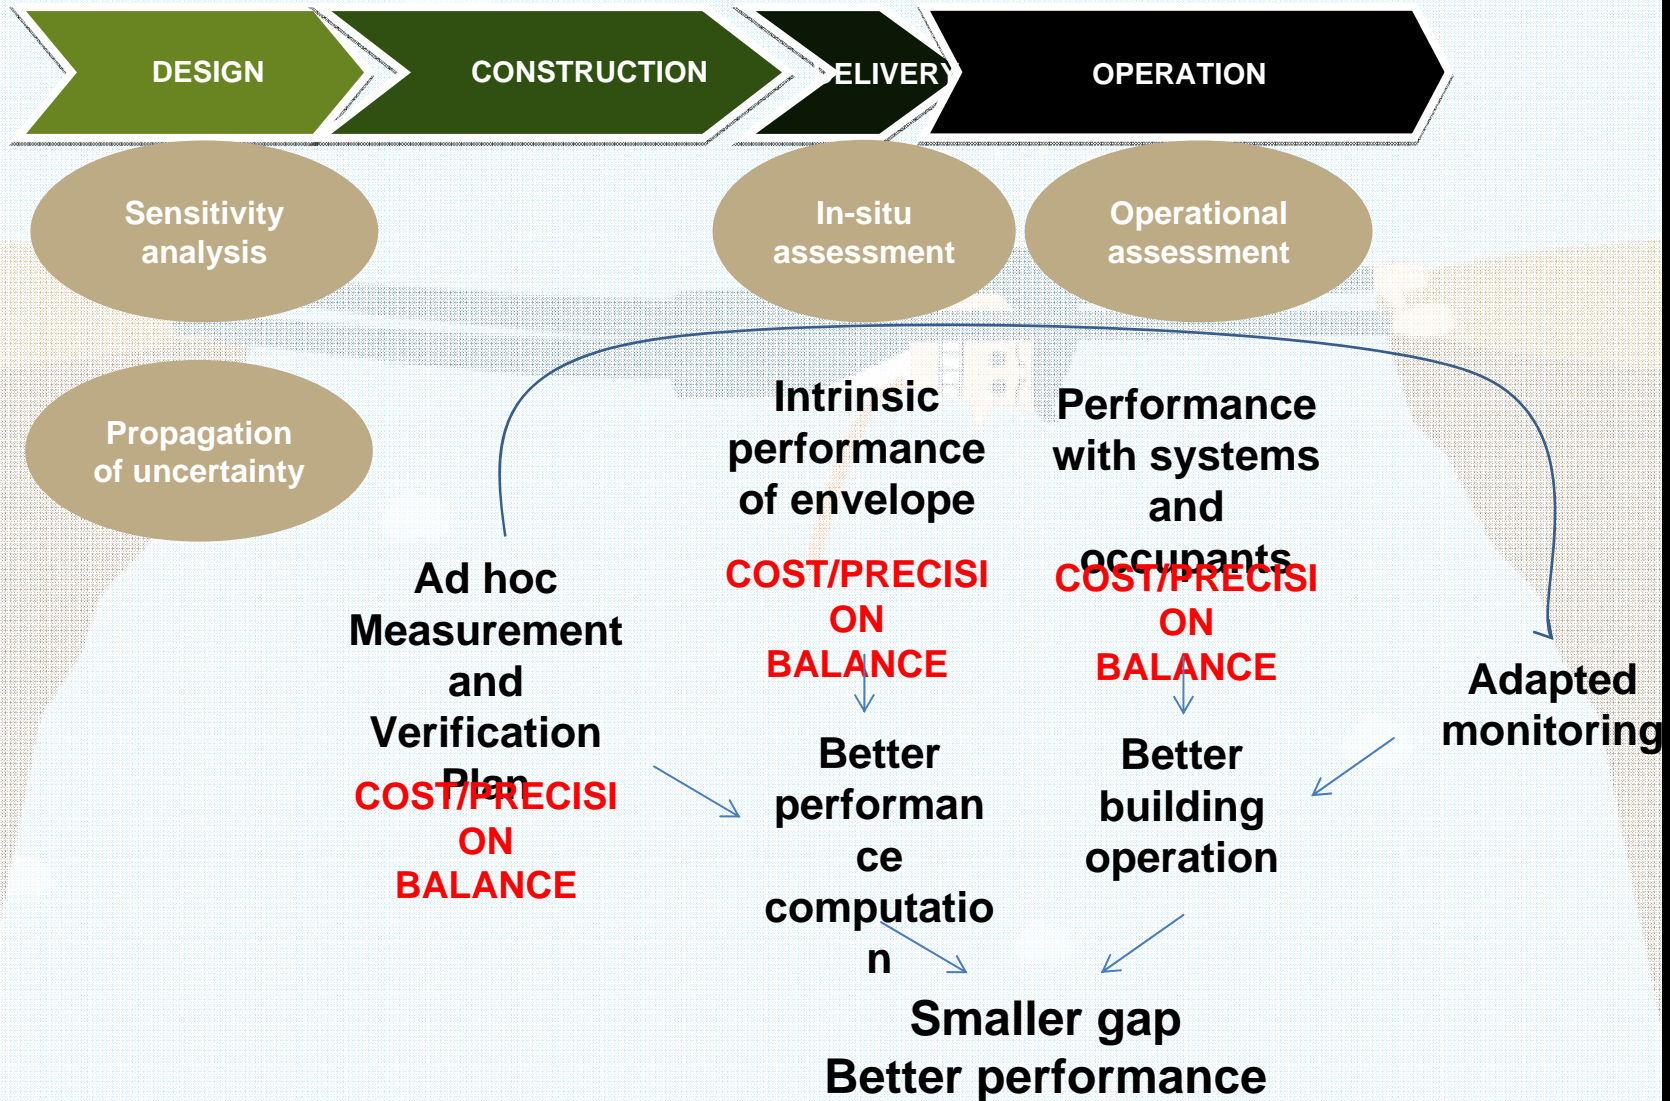 DESIGN
CONSTRUCTION
ELIVERY
OPERATION
Sensitivity
analysis
In-situ
assessment
Operational
assessment
Propagation
of uncertainty
Ad hoc
Measurement
and
Verification
Plan
COST/PRECISI
ON
BALANCE
Intrinsic
performance
of envelope
COST/PRECISI
ON
BALANCE
Better
performan
ce
computatio
n
Performance
with systems
and
occupants
COST/PRECISI
ON
BALANCE
Better
building
operation
Adapted
monitoring
Smaller gap
Better performance